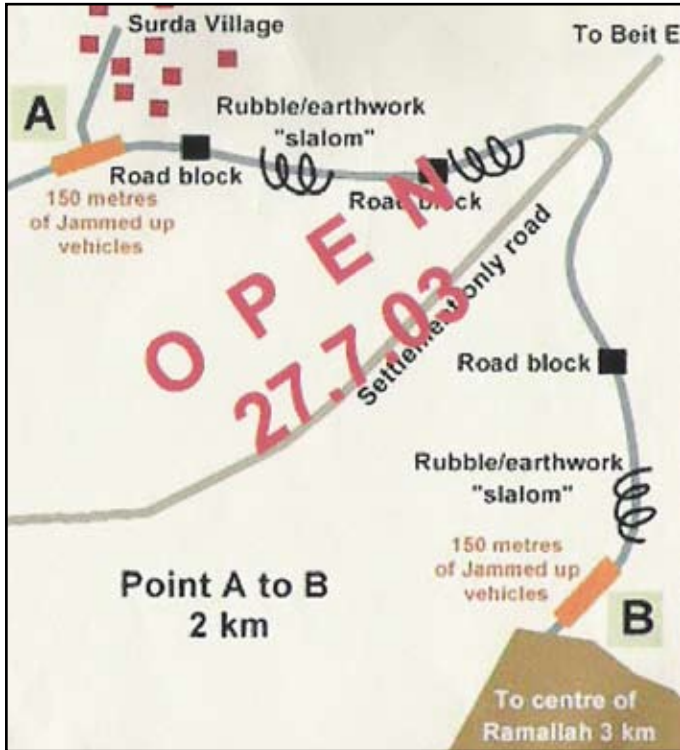 Surda Village
To Beit E
A
Rubble/earthwork
"slalom"
Road block
Road block
150 metres
of Jammed up
vehicles
OPEN
27.7.03
Settlement only road
Road block
Rubble/earthwork
"slalom"
150 metres
of Jammed up
vehicles
Point A to B
2 km
B
To centre of
Ramallah 3 km